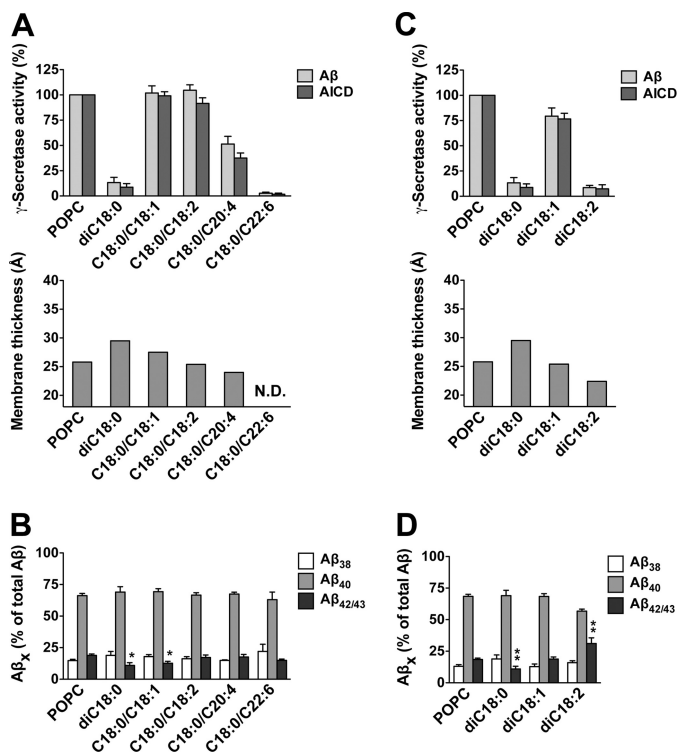 A
γ-Secretase activity (%)
125
100
75
50
25
0
Aβ
AICD
POPC
diC18:0
C18:0/C18:1
C18:0/C18:2
C18:0/C20:4
C18:0/C22:6
Membrane thickness (Å)
40
35
30
25
20
N.D.
POPC
diC18:0
C18:0/C18:1
C18:0/C18:2
C18:0/C20:4
C18:0/C22:6
B
Aβx (% of total Aβ)
100
75
50
25
0
* *
Aβ38
Aβ40
Aβ42/43
POPC
diC18:0
C18:0/C18:1
C18:0/C18:2
C18:0/C20:4
C18:0/C22:6
C
γ-Secretase activity (%)
125
100
75
50
25
0
Aβ
AICD
POPC
diC18:0
diC18:1
diC18:2
Membrane thickness (Å)
40
35
30
25
20
POPC
diC18:0
diC18:1
diC18:2
D
Aβx (% of total Aβ)
100
75
50
25
0
** **
Aβ38
Aβ40
Aβ42/43
POPC
diC18:0
diC18:1
diC18:2